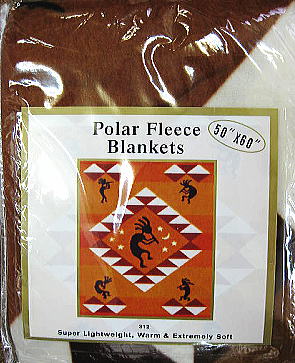 Polar Fleece
Blankets
50"X60"
312
Super Lightweight, Warm & Extremely Soft